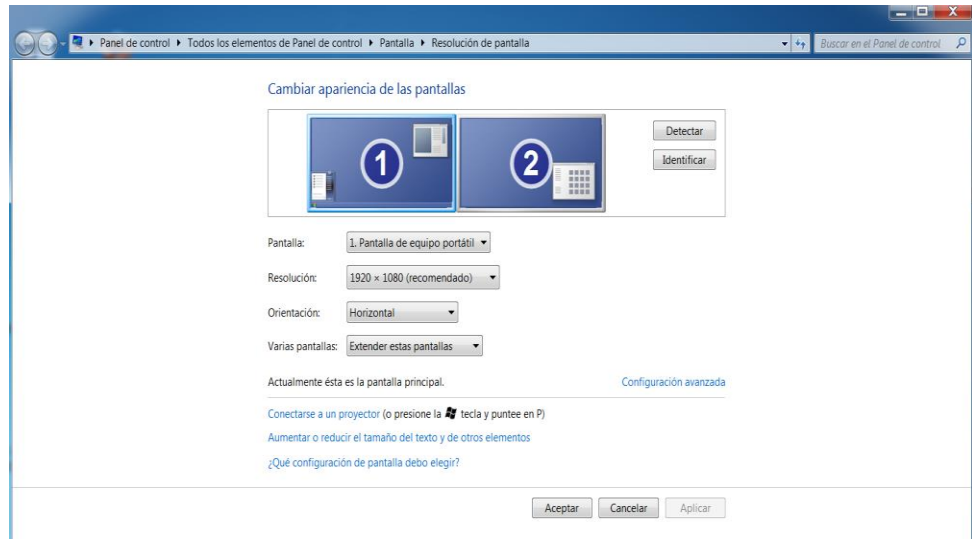 Panel de control ▸ Todos los elementos de Panel de control ▸ Pantalla ▸ Resolución de pantalla
Buscar en el Panel de control
Cambiar apariencia de las pantallas
1
2
Detectar
Identificar
Pantalla: 1. Pantalla de equipo portátil
Resolución: 1920 × 1080 (recomendado)
Orientación: Horizontal
Varias pantallas: Extender estas pantallas
Actualmente ésta es la pantalla principal. Configuración avanzada
Conectarse a un proyector (o presione la tecla y puntee en P)
Aumentar o reducir el tamaño del texto y de otros elementos
¿Qué configuración de pantalla debo elegir?
Aceptar Cancelar Aplicar